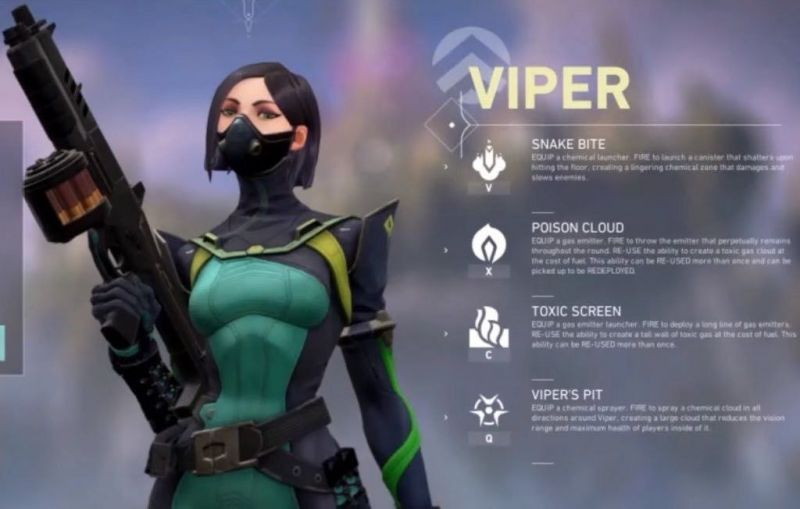 VIPER
SNAKE BITE
EQUIP a chemical launcher. FIRE to launch a canister that shatters upon
hitting the floor, creating a lingering chemical zone that damages and
slows enemies.
V
POISON CLOUD
EQUIP a gas emitter. FIRE to throw the emitter that perpetually remains
throughout the round. RE-USE the ability to create a toxic gas cloud at
the cost of fuel. This ability can be RE-USED more than once and can be
picked up to be REDEPLOYED.
X
TOXIC SCREEN
EQUIP a gas emitter launcher. FIRE to deploy a long line of gas emitters.
RE-USE the ability to create a tall wall of toxic gas at the cost of fuel. This
ability can be RE-USED more than once.
C
VIPER'S PIT
EQUIP a chemical sprayer. FIRE to spray a chemical cloud in all
directions around Viper, creating a large cloud that reduces the vision
range and maximum health of players inside of it.
Q